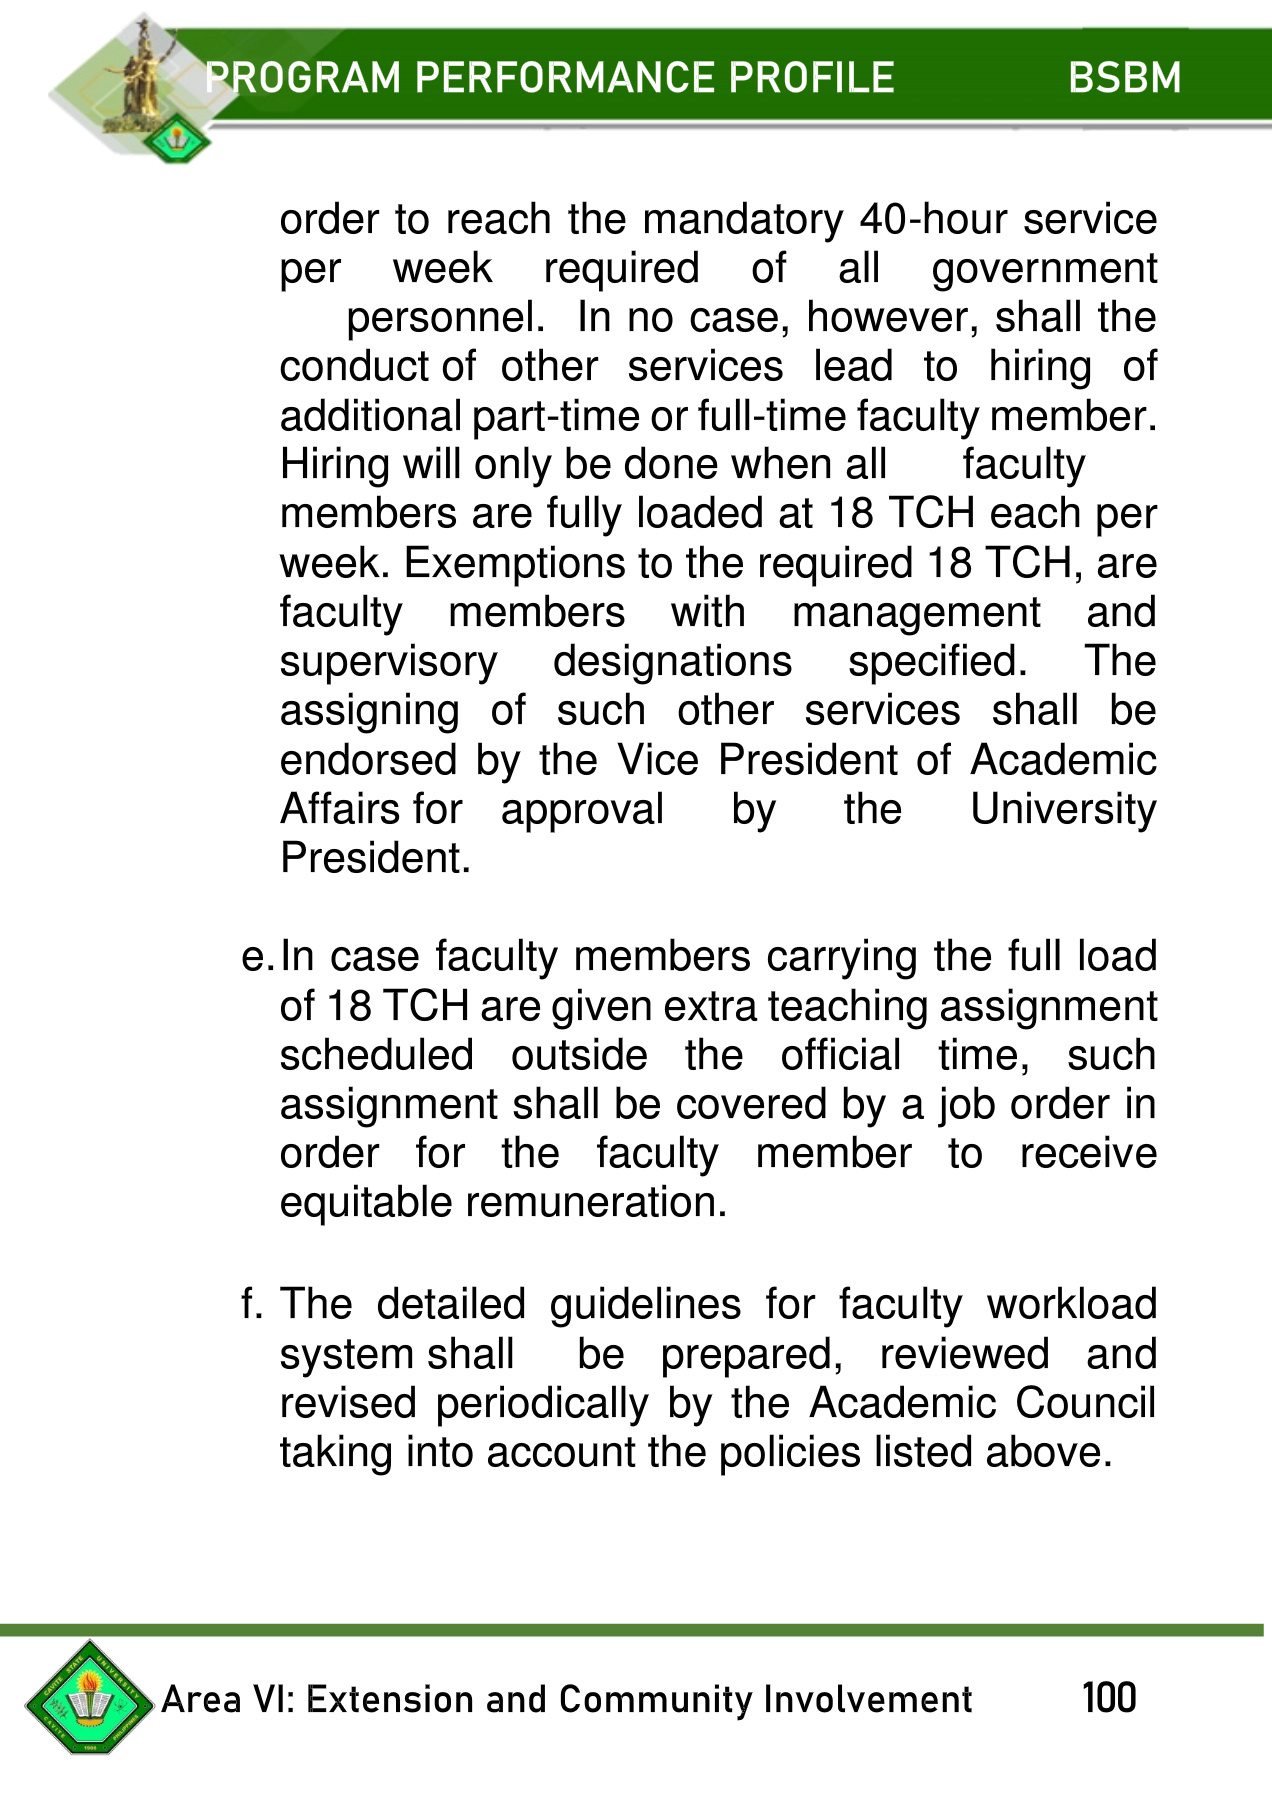 PROGRAM PERFORMANCE PROFILE BSBM
order to reach the mandatory 40-hour service
per week required of all government
personnel. In no case, however, shall the
conduct of other services lead to hiring of
additional part-time or full-time faculty member.
Hiring will only be done when all faculty
members are fully loaded at 18 TCH each per
week. Exemptions to the required 18 TCH, are
faculty members with management and
supervisory designations specified. The
assigning of such other services shall be
endorsed by the Vice President of Academic
Affairs for approval by the University
President.
e. In case faculty members carrying the full load
of 18 TCH are given extra teaching assignment
scheduled outside the official time, such
assignment shall be covered by a job order in
order for the faculty member to receive
equitable remuneration.
f. The detailed guidelines for faculty workload
system shall be prepared, reviewed and
revised periodically by the Academic Council
taking into account the policies listed above.
CAVITE STATE UNIVERSITY
CAVITE PHILIPPINES
1906
Area VI: Extension and Community Involvement 100